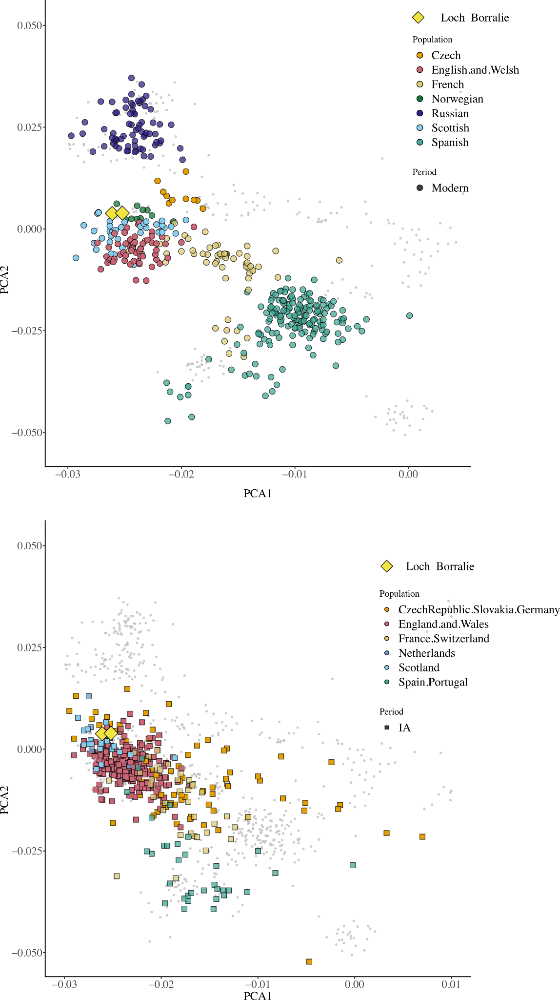 0.050
0.025
0.000
−0.025
−0.050
PCA2
−0.03
−0.02
−0.01
0.00
PCA1
Loch Borralie
Population
Czech
English.and.Welsh
French
Norwegian
Russian
Scottish
Spanish
Period
Modern
0.050
0.025
0.000
−0.025
−0.050
PCA2
−0.03
−0.02
−0.01
0.00
0.01
PCA1
Loch Borralie
Population
CzechRepublic.Slovakia.Germany
England.and.Wales
France.Switzerland
Netherlands
Scotland
Spain.Portugal
Period
IA